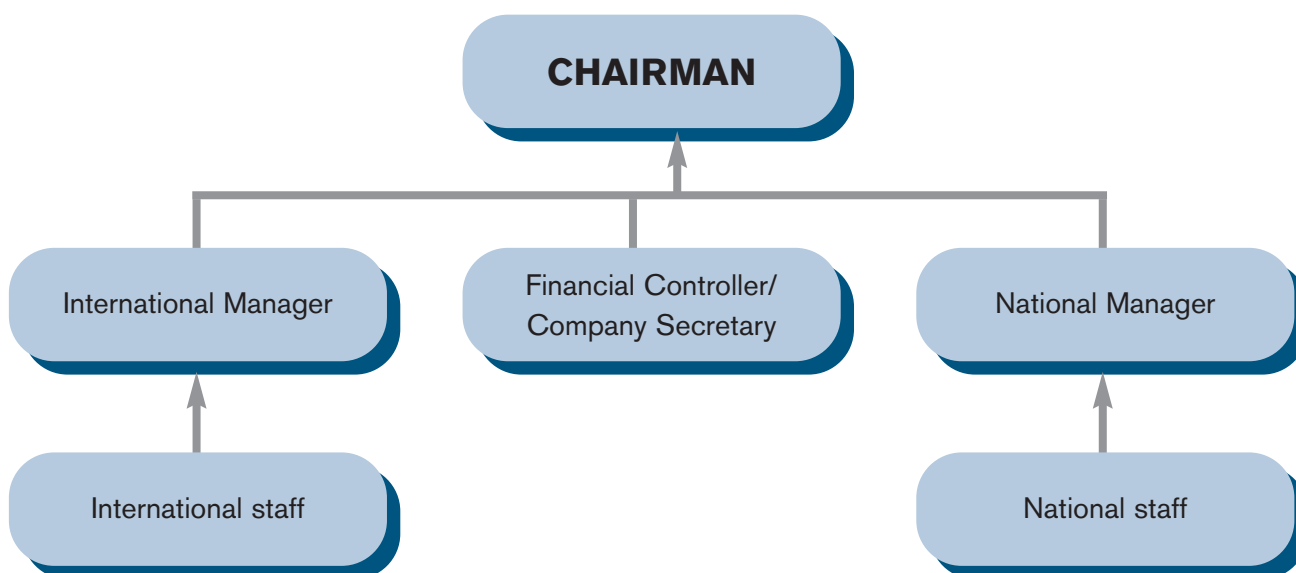 CHAIRMAN
International Manager
Financial Controller/
Company Secretary
National Manager
International staff
National staff